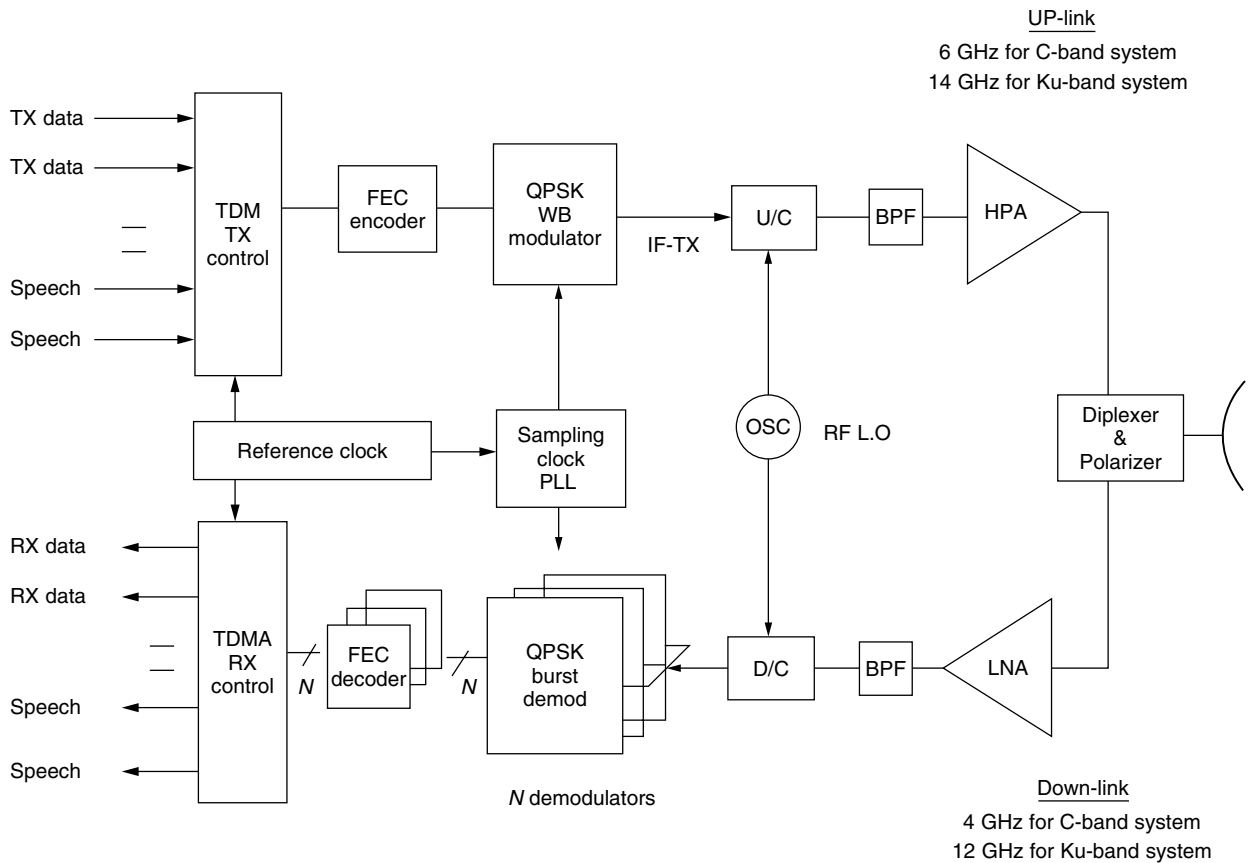 UP-link
6 GHz for C-band system
14 GHz for Ku-band system
TX data
TX data
Speech
Speech
TDM
TX
control
FEC
encoder
QPSK
WB
modulator
IF-TX
U/C
BPF
HPA
Reference clock
Sampling
clock
PLL
OSC
RF L.O
Diplexer
&
Polarizer
RX data
RX data
Speech
Speech
TDMA
RX
control
N
FEC
decoder
N
QPSK
burst
demod
D/C
BPF
LNA
N demodulators
Down-link
4 GHz for C-band system
12 GHz for Ku-band system